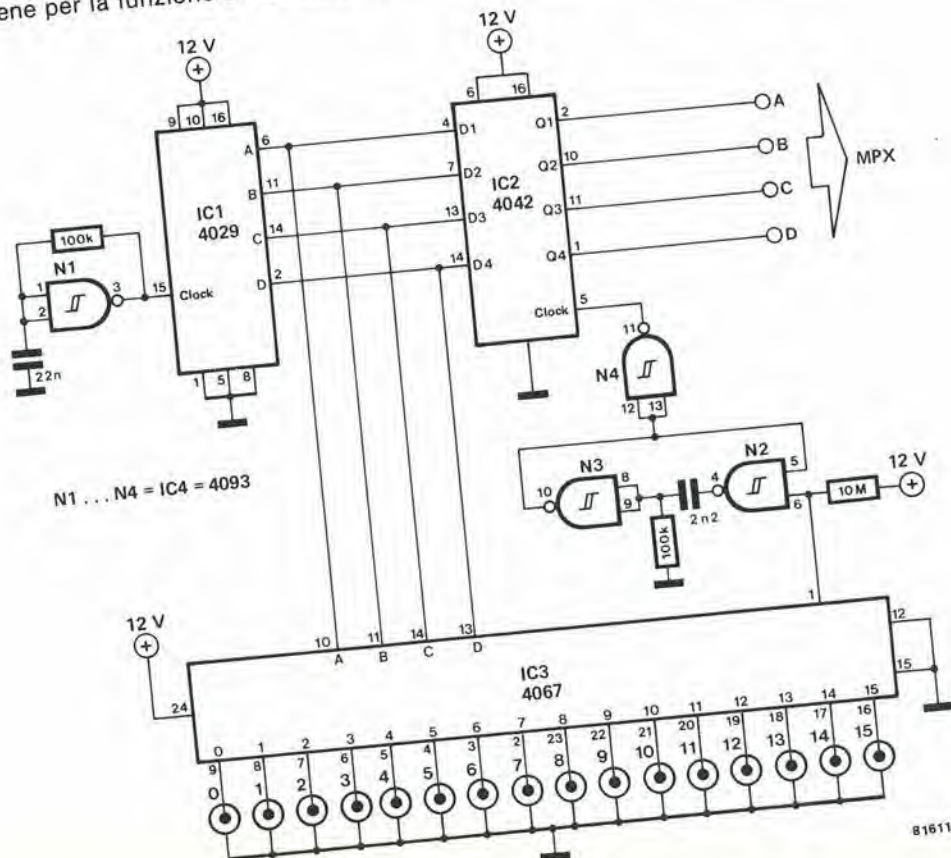 ene per la funzione
12 V
12 V
9 10 16
6 16
A 6
4 D1
Q1 2
A
B 11
7 D2
Q2 10
B
MPX
IC1
4029
IC2
4042
C 14
13 D3
Q3 11
C
D 2
14 D4
Q4 1
D
100k
N1
1
2
3
15
Clock
Clock
5
22n
1 5 8
11
N4
12 13
N1 . . . N4 = IC4 = 4093
N3
10
8
9
2n2
100k
4
N2
5
6
10M
12 V
12 V
24
10 11 14 13
A B C D
1
12
15
IC3
4067
0 1 2 3 4 5 6 7 8 9 10 11 12 13 14 15
9 8 7 6 5 4 3 2 23 22 21 20 19 18 17 16
0 1 2 3 4 5 6 7 8 9 10 11 12 13 14 15
81611